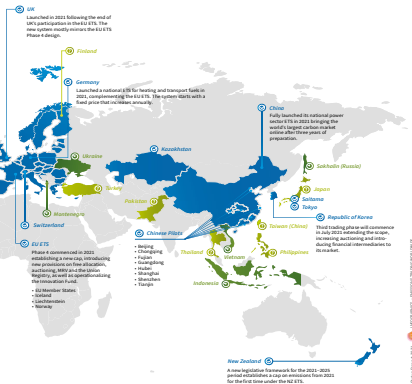 UK
Launched in 2021 following the end of
UK's participation in the EU ETS. The
new system mostly mirrors the EU ETS
Phase 4 design.
Finland
Germany
Launched a national ETS for heating and transport fuels in
2021, complementing the EU ETS. The system starts with a
fixed price that increases annually.
China
Fully launched its national power
sector ETS in 2021 bringing the
world's largest carbon market
online after three years of
preparation.
Ukraine
Kazakhstan
Sakhalin (Russia)
Turkey
Japan
Pakistan
Saitama
Tokyo
Montenegro
Republic of Korea
Third trading phase will commence
in July 2021 extending the scope,
increasing auctioning and intro-
ducing financial intermediaries to
its market.
Switzerland
Taiwan (China)
Chinese Pilots
• Beijing
• Chongqing
• Fujian
• Guangdong
• Hubei
• Shanghai
• Shenzhen
• Tianjin
EU ETS
Phase 4 commenced in 2021
establishing a new cap, introducing
new provisions on free allocation,
auctioning, MRV and the Union
Registry, as well as operationalizing
the Innovation Fund.
• EU Member States
• Iceland
• Liechtenstein
• Norway
Thailand
Vietnam
Philippines
Indonesia
New Zealand
A new legislative framework for the 2021–2025
period establishes a cap on emissions from 2021
for the first time under the NZ ETS.